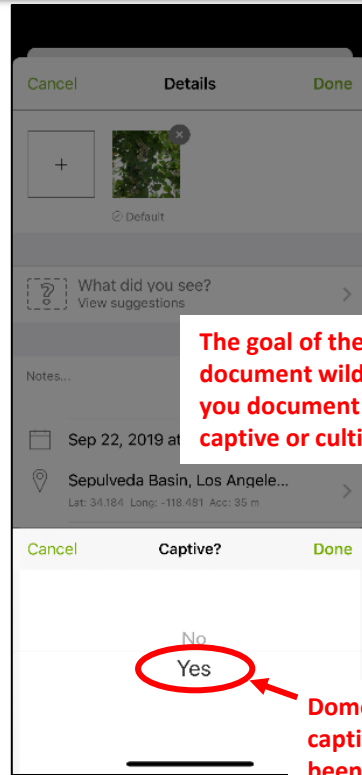 Cancel Details Done
+
Default
What did you see?
View suggestions
The goal of the
document wild
you document
captive or culti
Notes...
Sep 22, 2019 at
Sepulveda Basin, Los Angele...
Lat: 34.184 Long: -118.481 Acc: 35 m
Cancel Captive? Done
No
Yes
Dome
capti
been